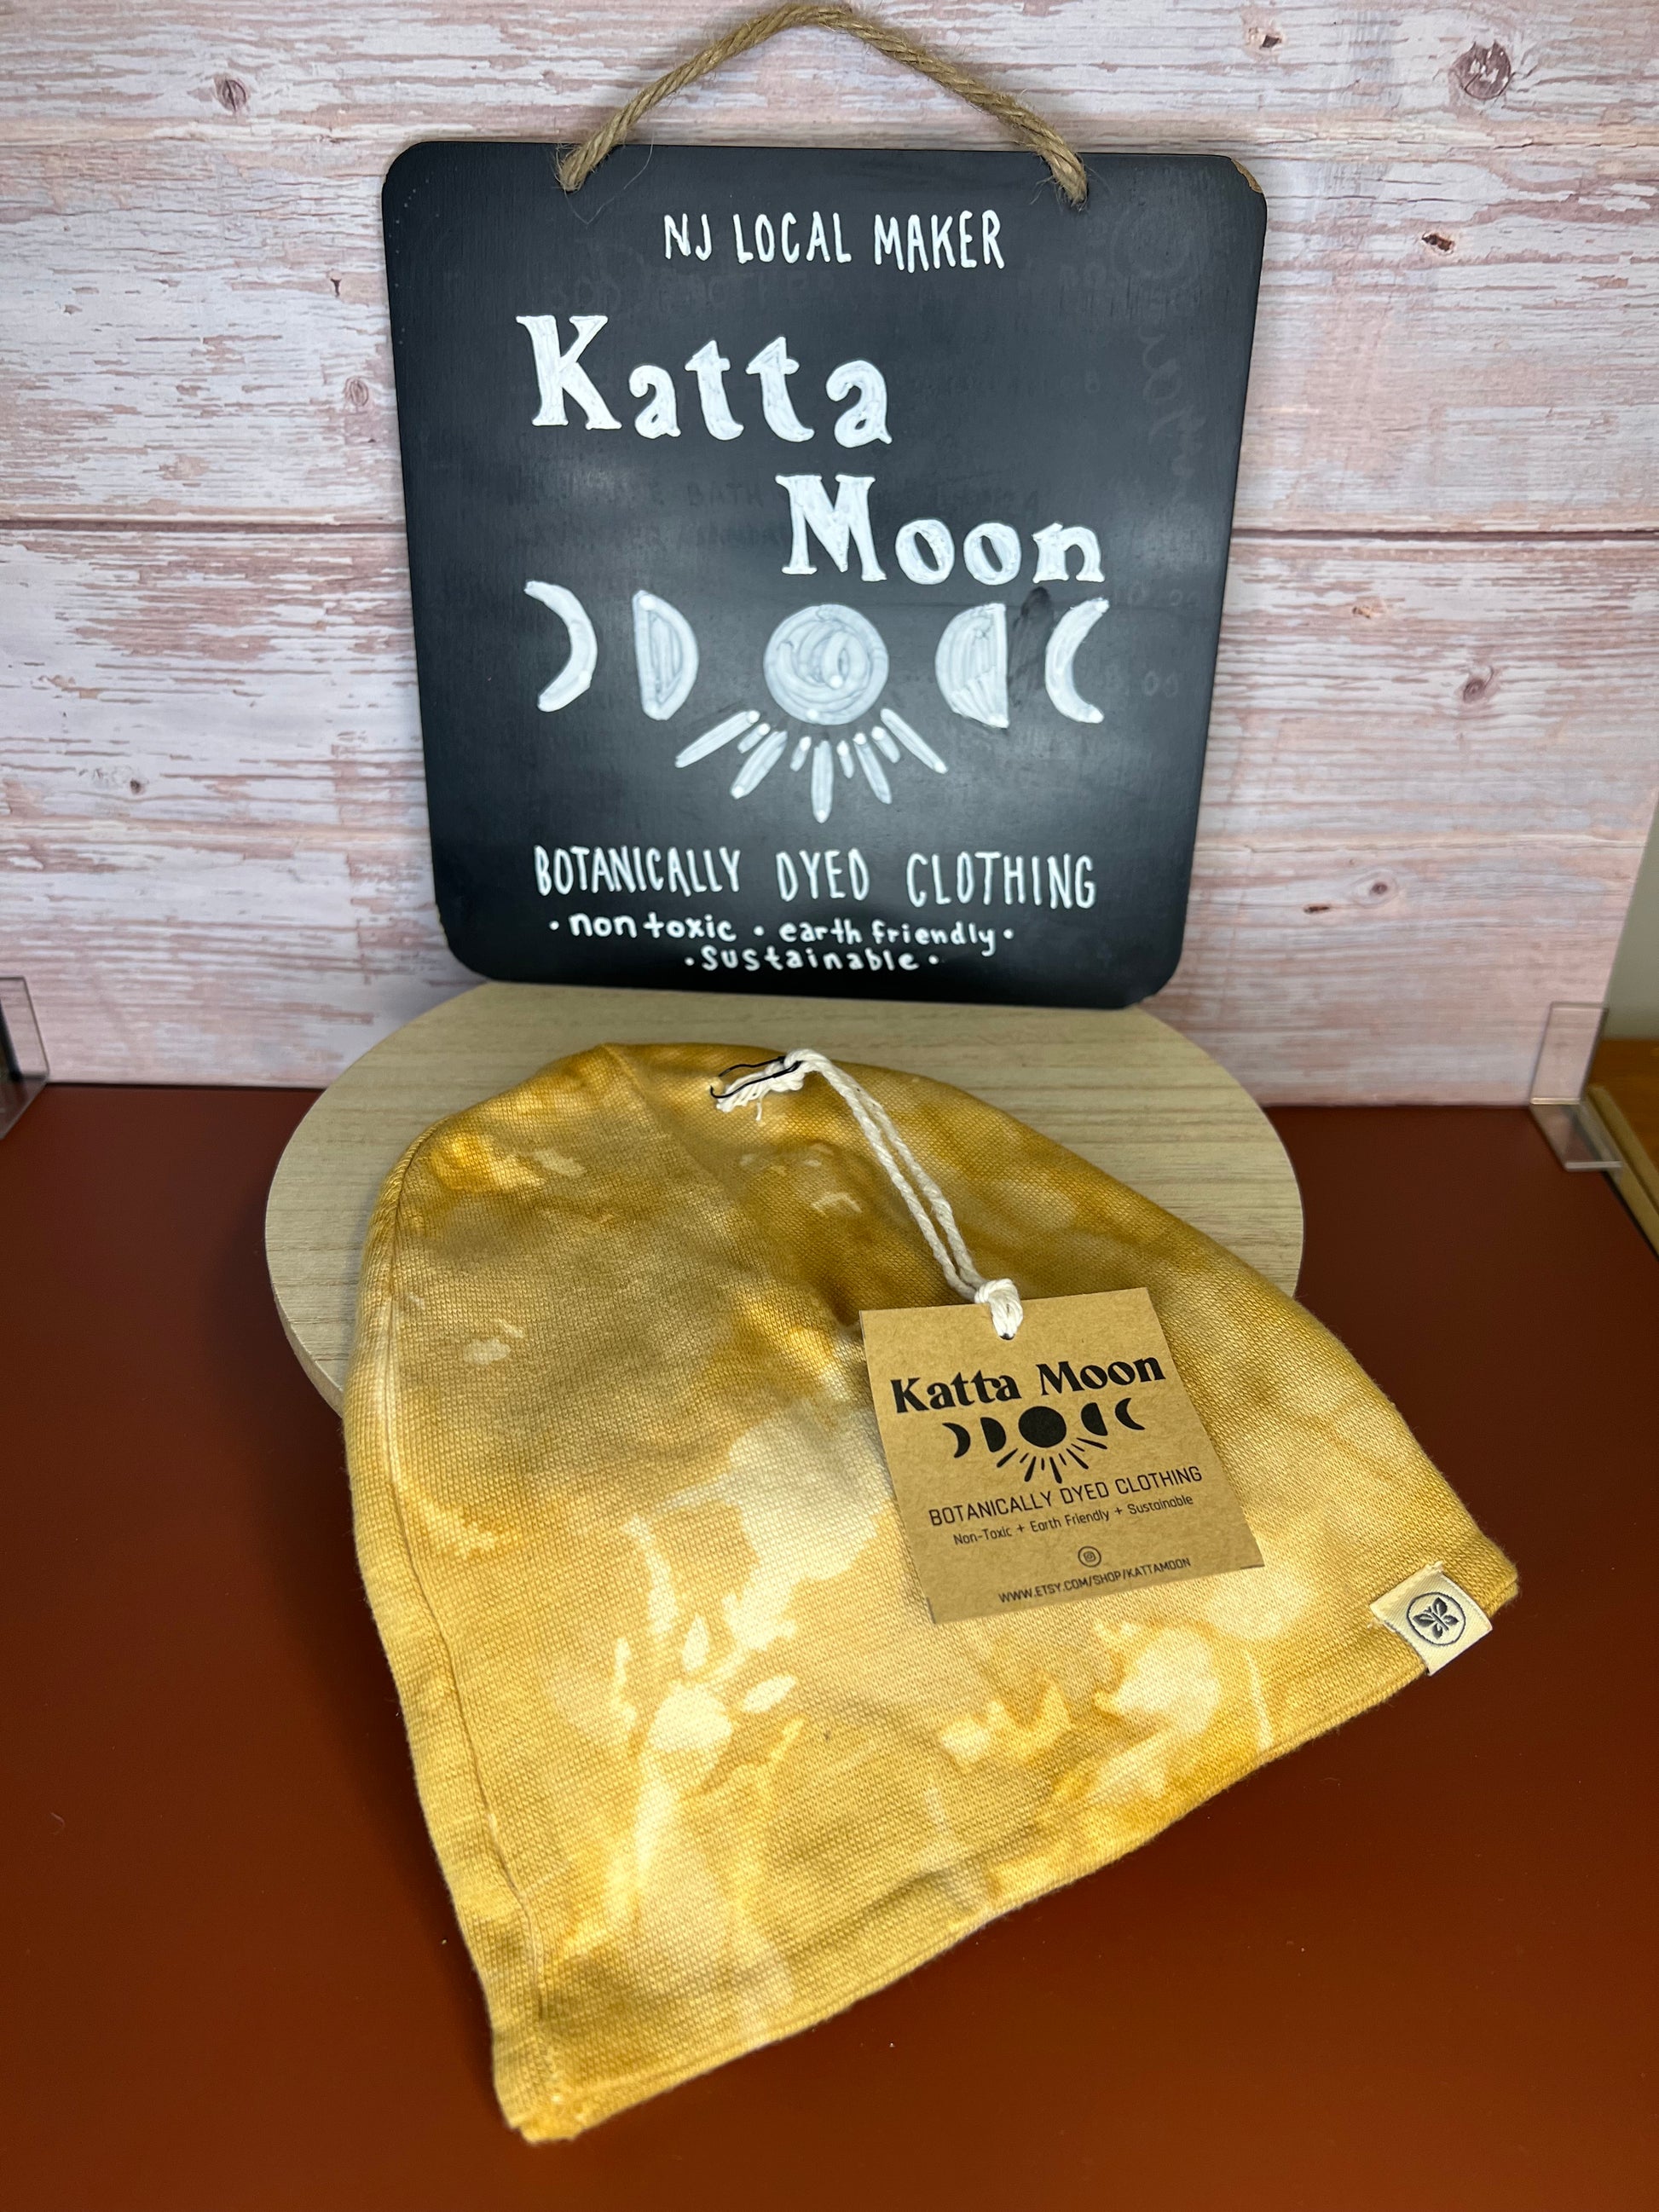 NJ LOCAL MAKER
Katta
Moon
BOTANICALLY DYED CLOTHING
• non toxic • earth friendly •
• sustainable •
Katta Moon
BOTANICALLY DYED CLOTHING
Non-Toxic + Earth Friendly + Sustainable
WWW.ETSY.COM/SHOP/KATTAMOON